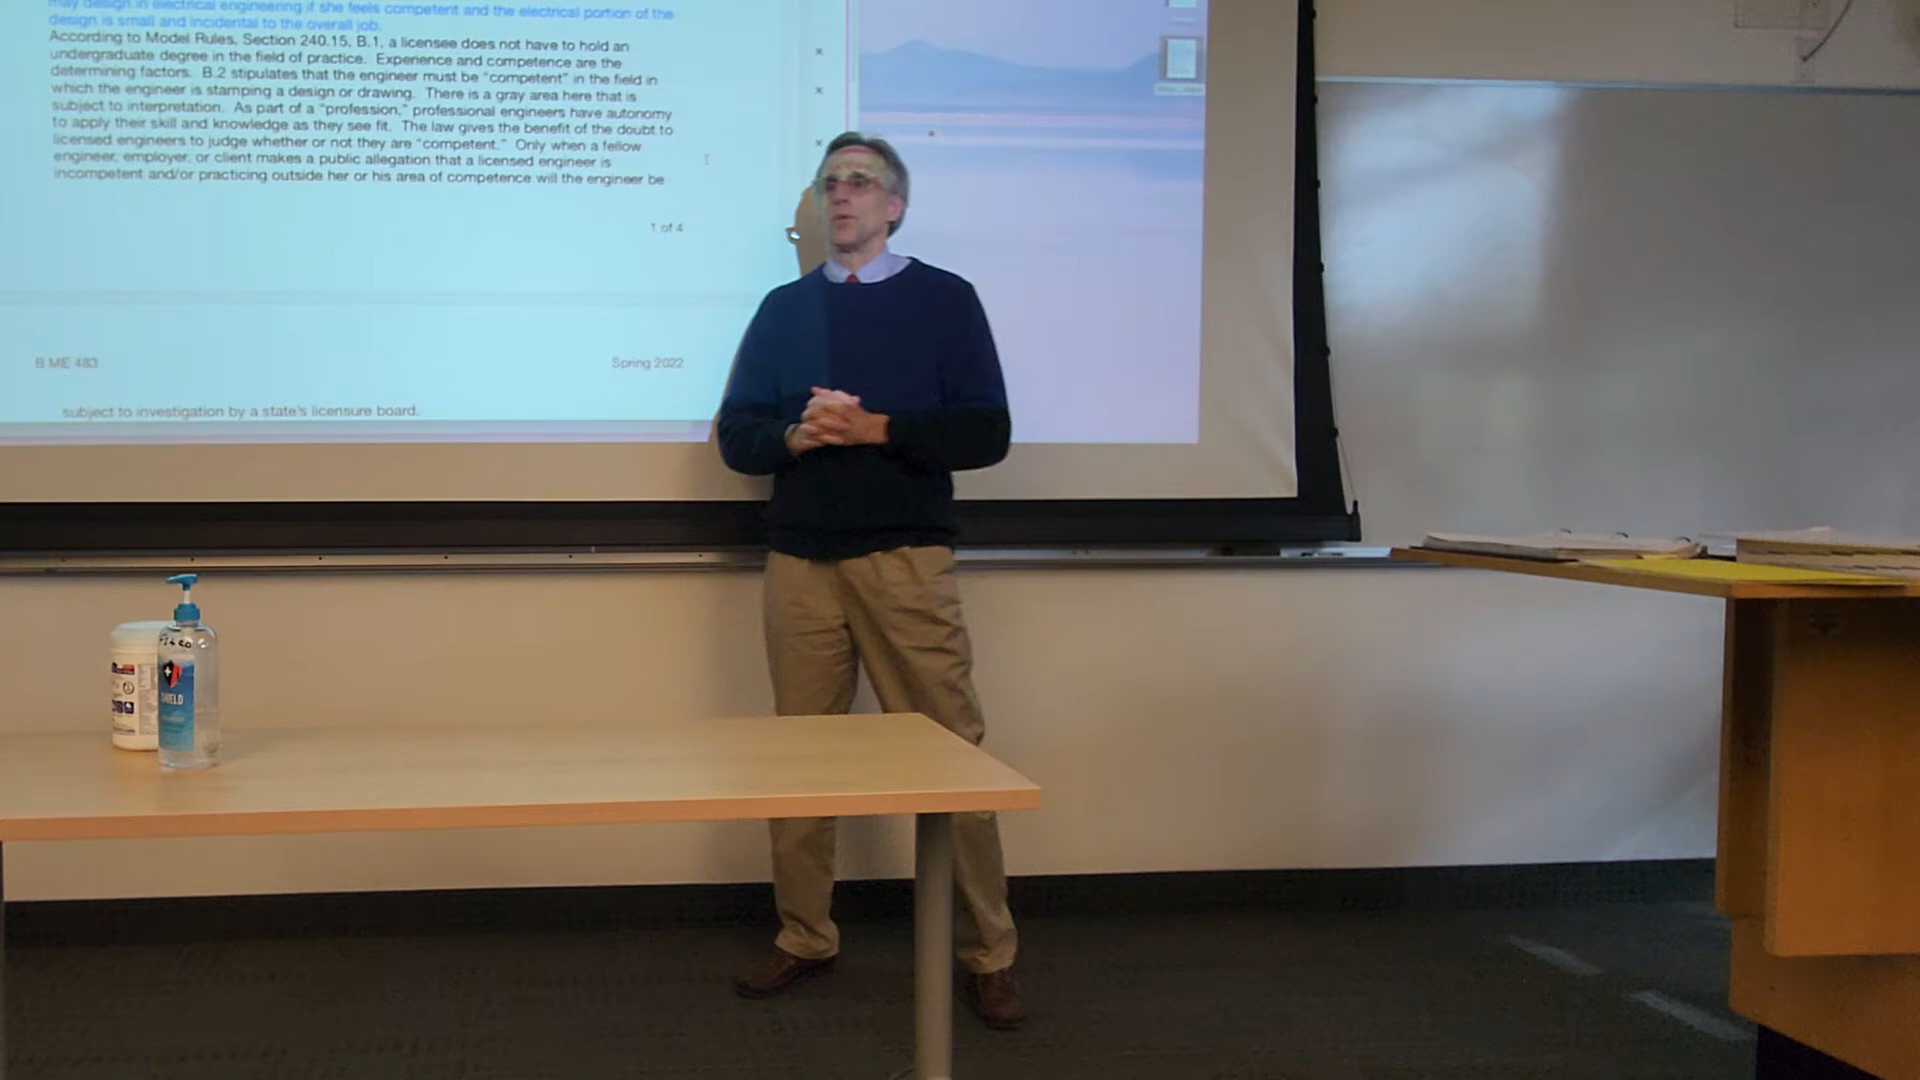 may design in electrical engineering if she feels competent and the electrical portion of the
design is small and incidental to the overall job.
According to Model Rules, Section 240.15, B.1, a licensee does not have to hold an
undergraduate degree in the field of practice. Experience and competence are the
determining factors. B.2 stipulates that the engineer must be “competent” in the field in
which the engineer is stamping a design or drawing. There is a gray area here that is
subject to interpretation. As part of a “profession,” professional engineers have autonomy
to apply their skill and knowledge as they see fit. The law gives the benefit of the doubt to
licensed engineers to judge whether or not they are “competent.” Only when a fellow
engineer, employer, or client makes a public allegation that a licensed engineer is
incompetent and/or practicing outside her or his area of competence will the engineer be
1 of 4
B ME 483
Spring 2022
subject to investigation by a state's licensure board.
SHIELD